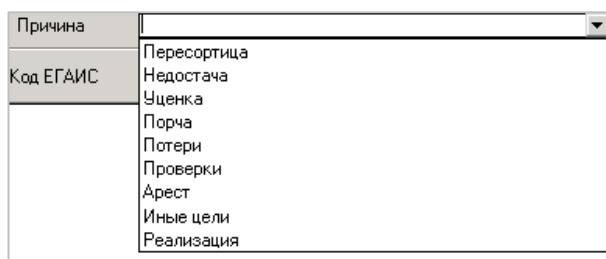 Причина
Пересортица
Код ЕГАИС
Недостача
Уценка
Порча
Потери
Проверки
Арест
Иные цели
Реализация